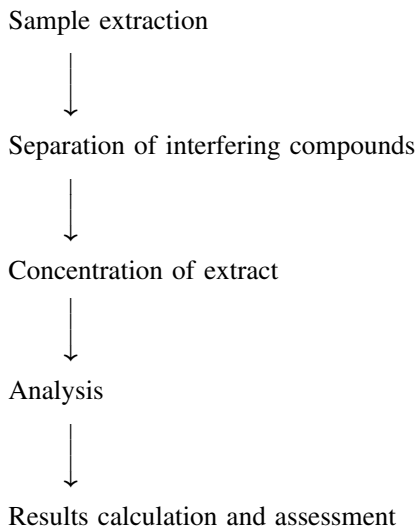 Sample extraction
Separation of interfering compounds
Concentration of extract
Analysis
Results calculation and assessment